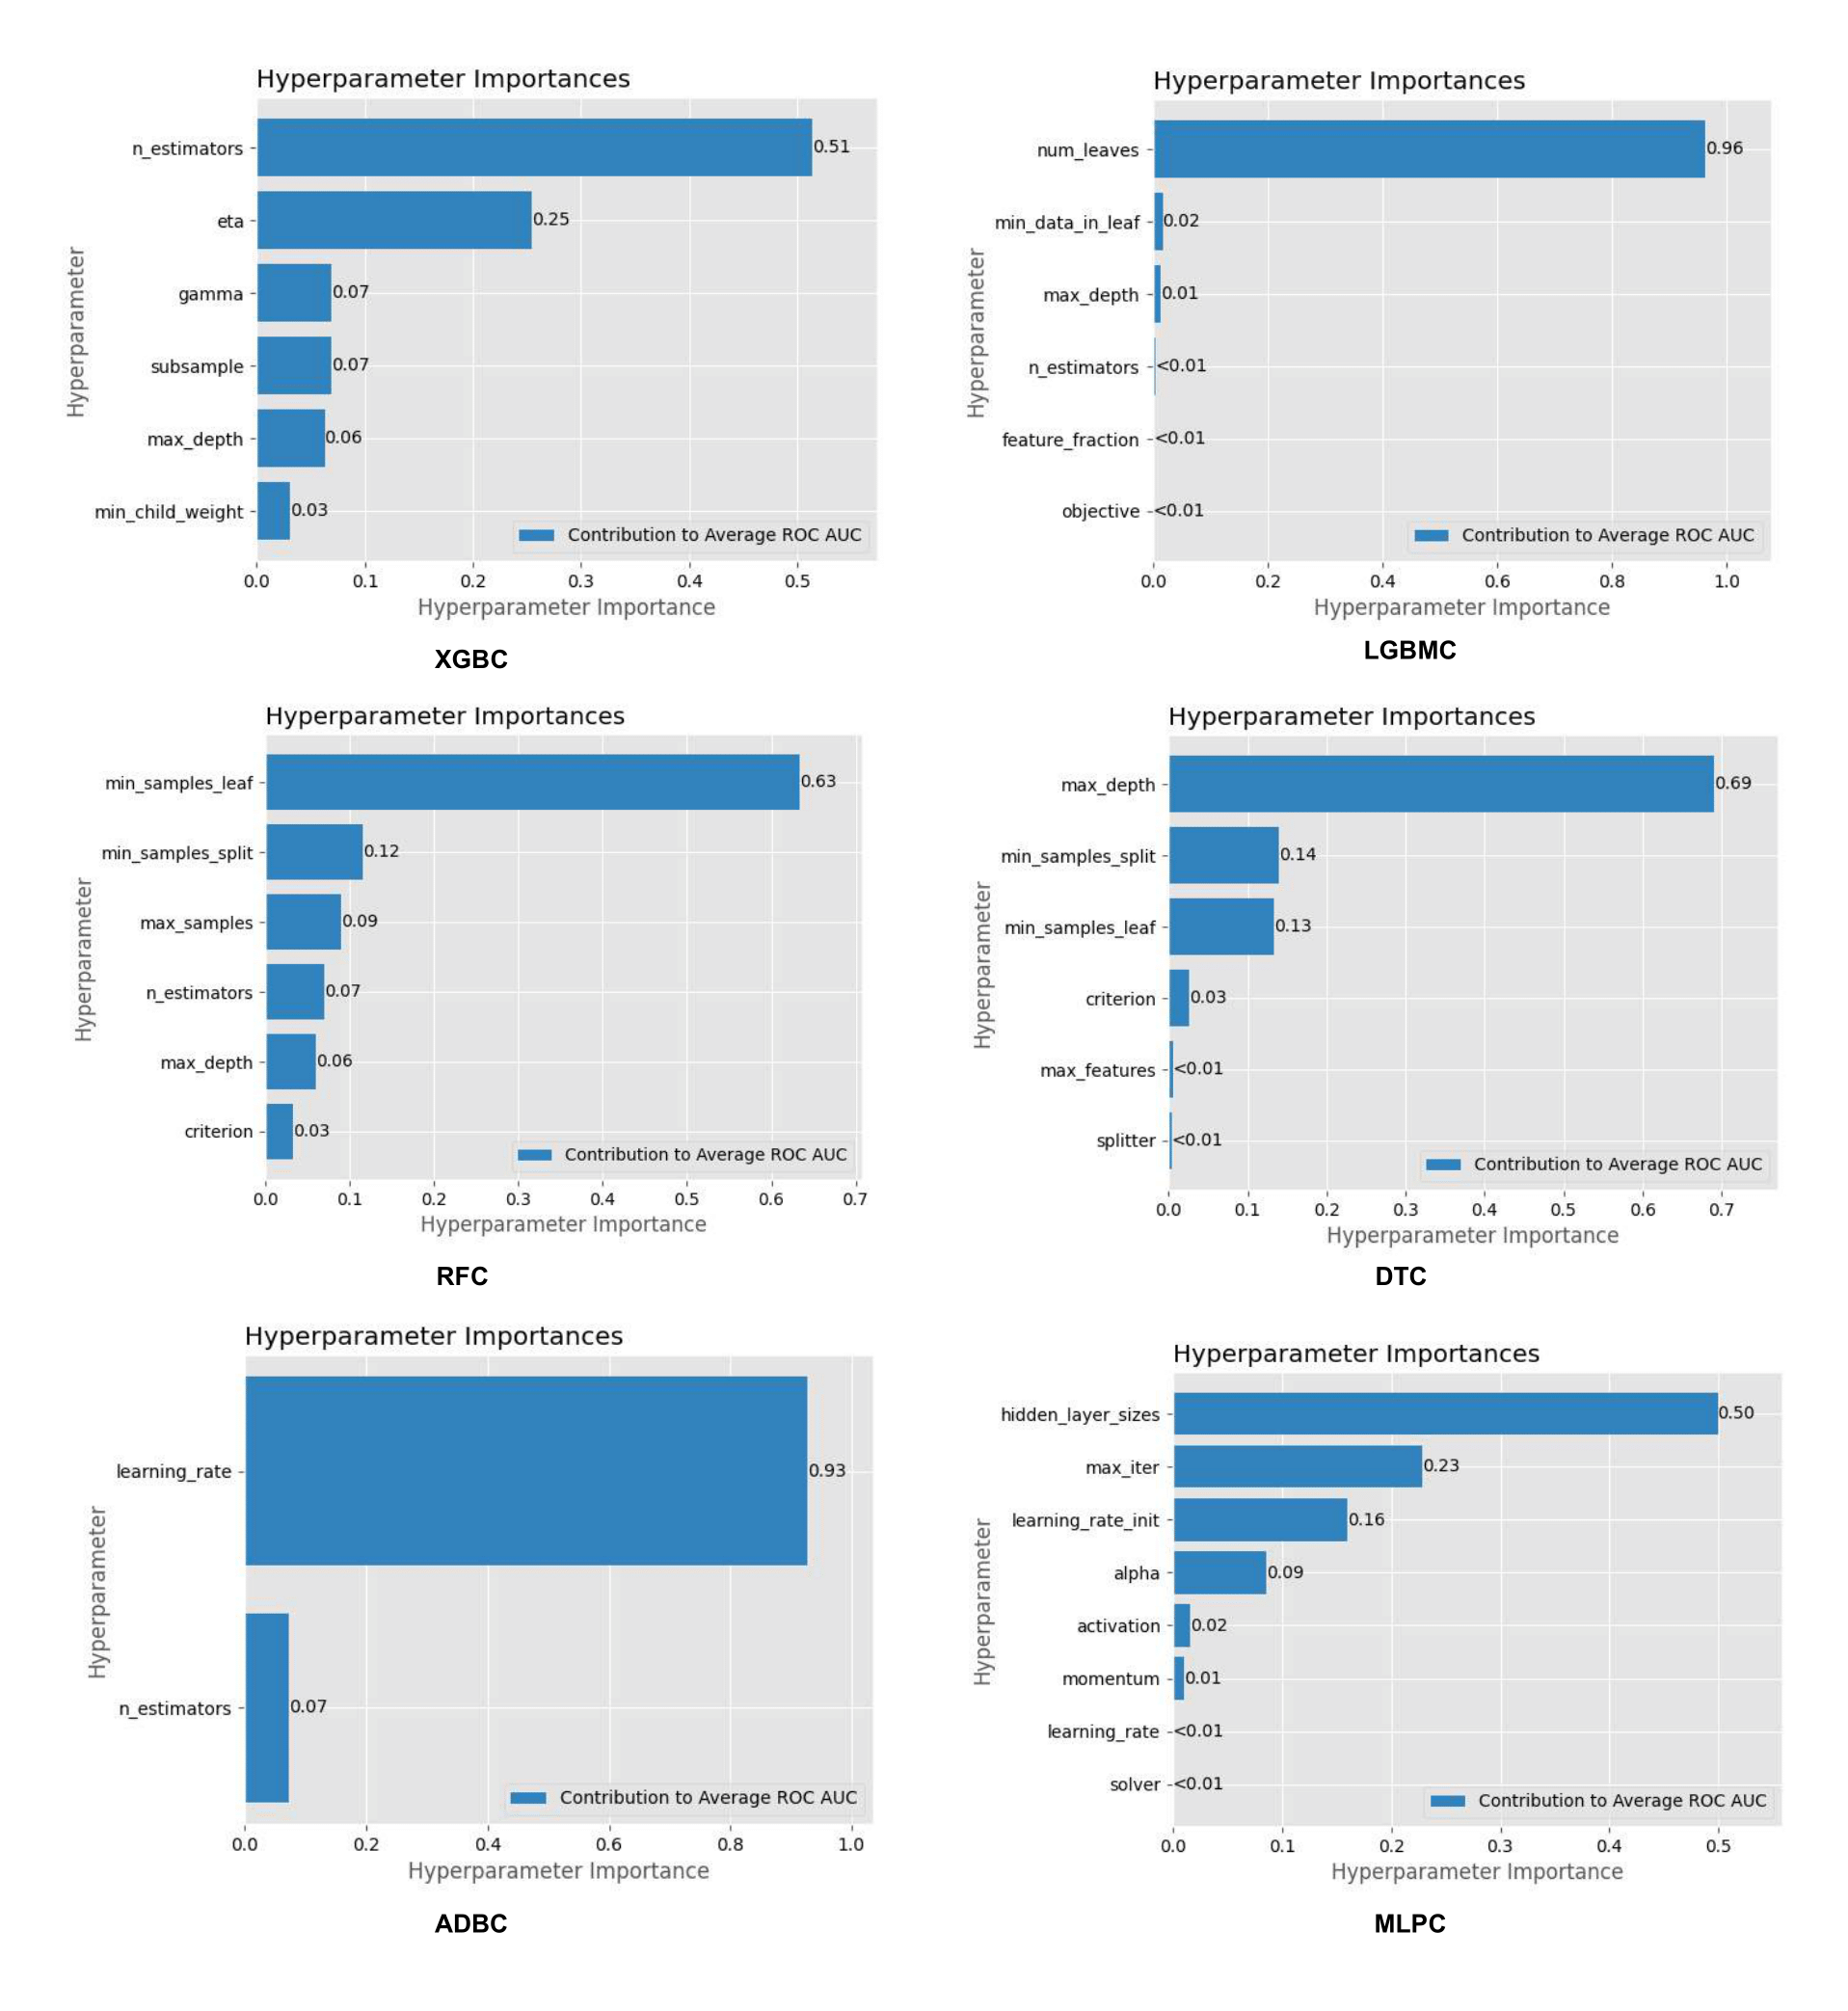 Hyperparameter Importances
Hyperparameter
n_estimators
0.51
eta
0.25
gamma
0.07
subsample
0.07
max_depth
0.06
min_child_weight
0.03
Contribution to Average ROC AUC
0.0 0.1 0.2 0.3 0.4 0.5
Hyperparameter Importance
XGBC
Hyperparameter Importances
Hyperparameter
num_leaves
0.96
min_data_in_leaf
0.02
max_depth
0.01
n_estimators
<0.01
feature_fraction
<0.01
objective
<0.01
Contribution to Average ROC AUC
0.0 0.2 0.4 0.6 0.8 1.0
Hyperparameter Importance
LGBMC
Hyperparameter Importances
Hyperparameter
min_samples_leaf
0.63
min_samples_split
0.12
max_samples
0.09
n_estimators
0.07
max_depth
0.06
criterion
0.03
Contribution to Average ROC AUC
0.0 0.1 0.2 0.3 0.4 0.5 0.6 0.7
Hyperparameter Importance
RFC
Hyperparameter Importances
Hyperparameter
max_depth
0.69
min_samples_split
0.14
min_samples_leaf
0.13
criterion
0.03
max_features
<0.01
splitter
<0.01
Contribution to Average ROC AUC
0.0 0.1 0.2 0.3 0.4 0.5 0.6 0.7
Hyperparameter Importance
DTC
Hyperparameter Importances
Hyperparameter
learning_rate
0.93
n_estimators
0.07
Contribution to Average ROC AUC
0.0 0.2 0.4 0.6 0.8 1.0
Hyperparameter Importance
ADBC
Hyperparameter Importances
Hyperparameter
hidden_layer_sizes
0.50
max_iter
0.23
learning_rate_init
0.16
alpha
0.09
activation
0.02
momentum
0.01
learning_rate
<0.01
solver
<0.01
Contribution to Average ROC AUC
0.0 0.1 0.2 0.3 0.4 0.5
Hyperparameter Importance
MLPC